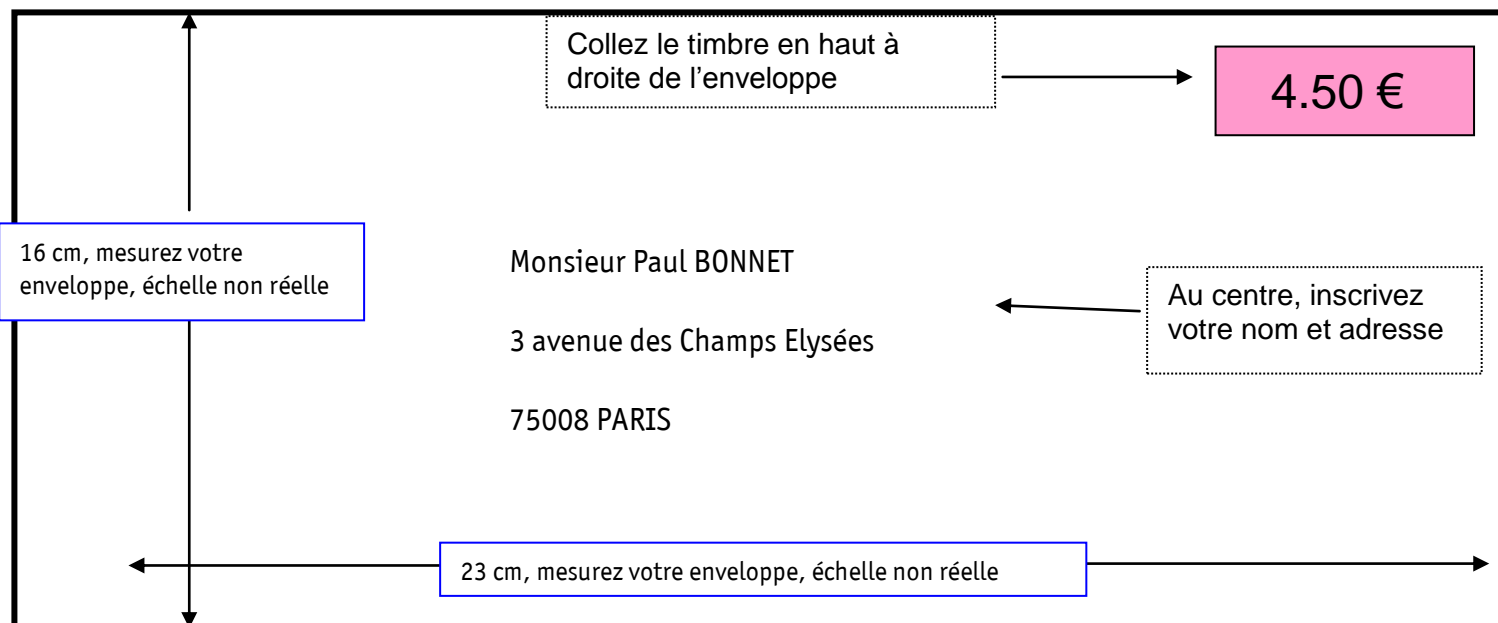 Collez le timbre en haut à
droite de l’enveloppe
4.50 €
16 cm, mesurez votre
enveloppe, échelle non réelle
Monsieur Paul BONNET
3 avenue des Champs Elysées
75008 PARIS
Au centre, inscrivez
votre nom et adresse
23 cm, mesurez votre enveloppe, échelle non réelle